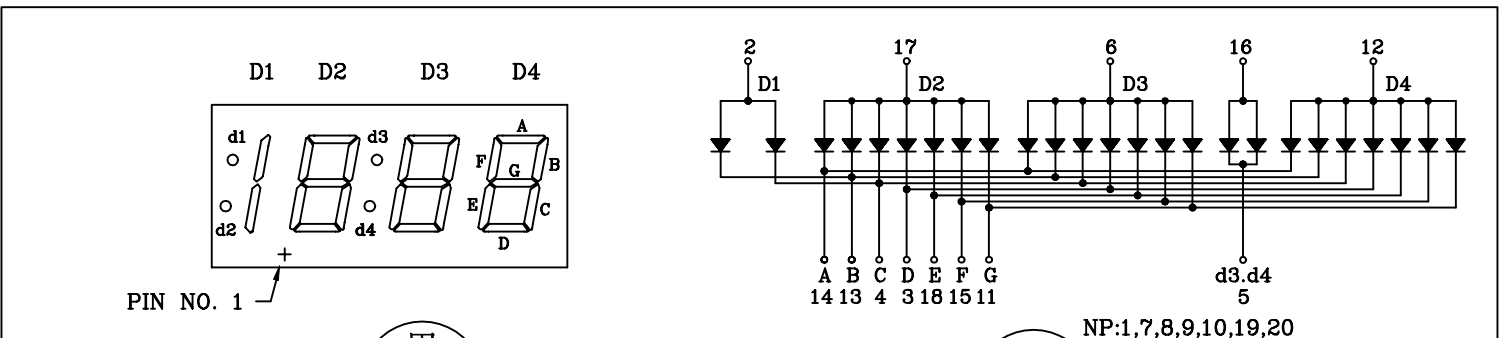 D1 D2 D3 D4
d1 d3 A
F B
G
E C
d2 d4 D
+
PIN NO. 1
2 17 6 16 12
D1 D2 D3 D4
A B C D E F G d3.d4
14 13 4 3 18 15 11 5
NP:1,7,8,9,10,19,20